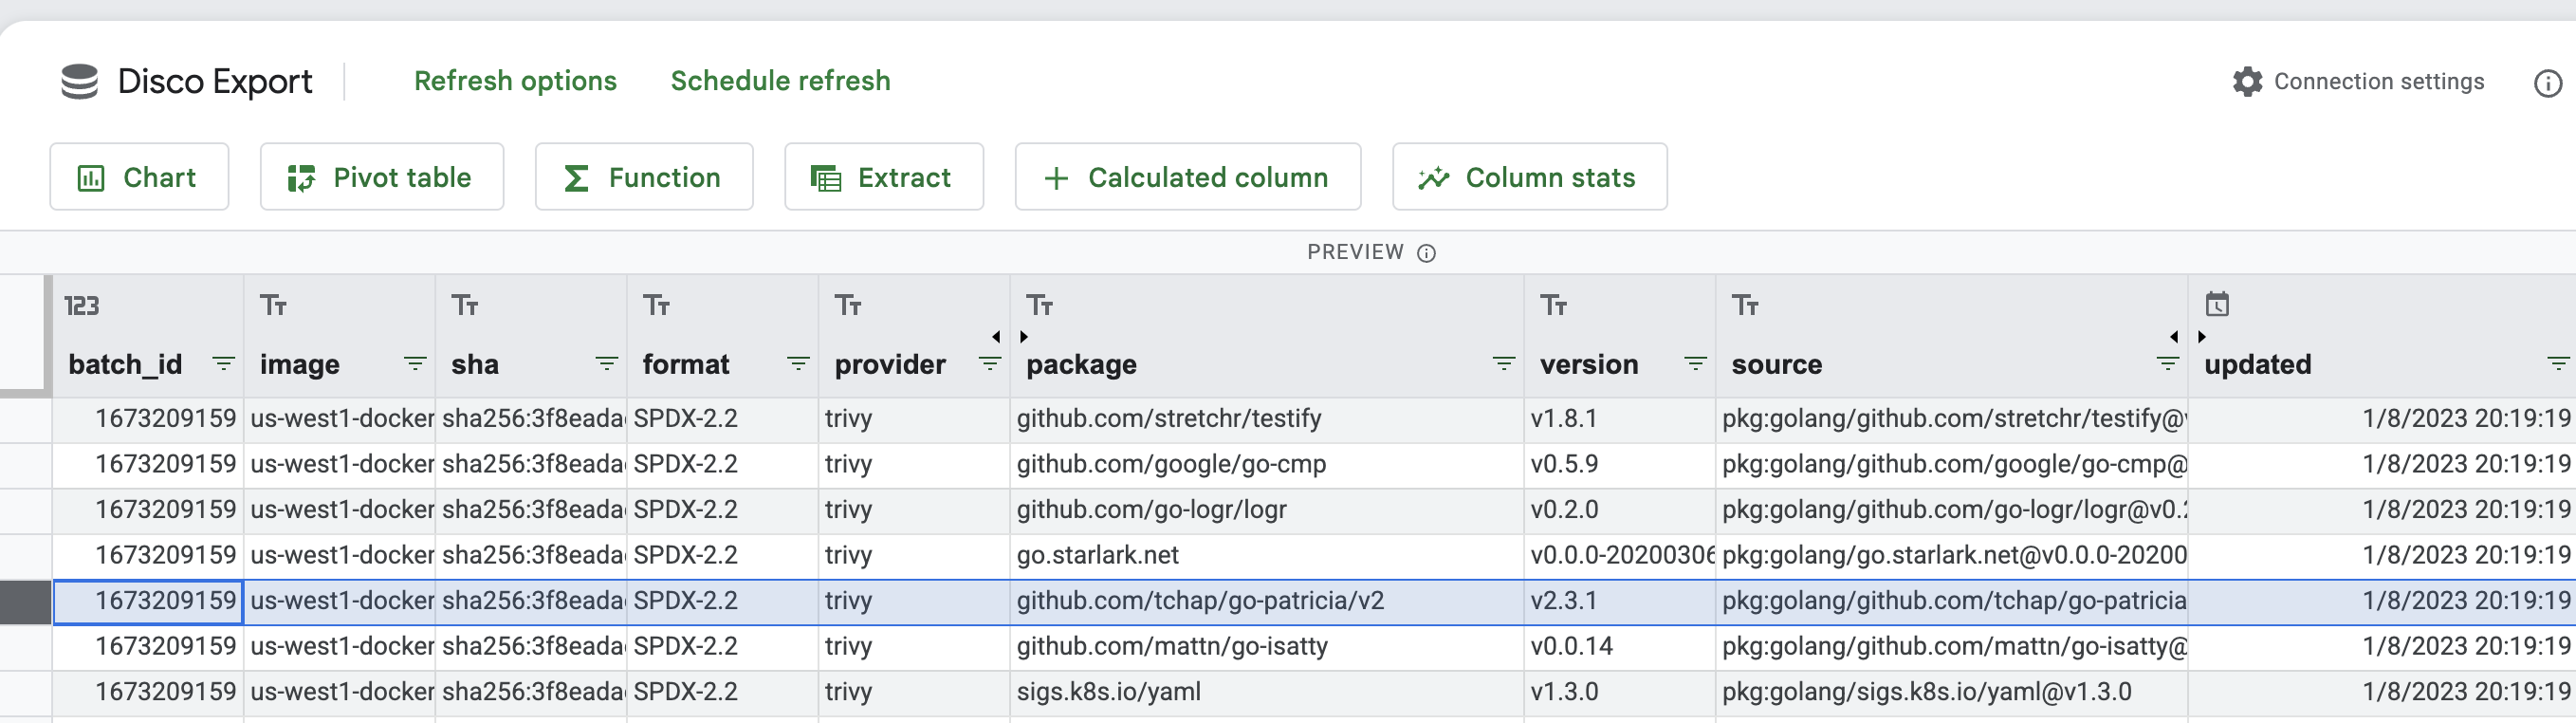 Disco Export Refresh options Schedule refresh Connection settings
Chart Pivot table Function Extract Calculated column Column stats
PREVIEW
123 Tт Tт Tт Tт Tт Tт Tт
batch_id image sha format provider package version source updated
1673209159 us-west1-docker sha256:3f8eada SPDX-2.2 trivy github.com/stretchr/testify v1.8.1 pkg:golang/github.com/stretchr/testify@ 1/8/2023 20:19:19
1673209159 us-west1-docker sha256:3f8eada SPDX-2.2 trivy github.com/google/go-cmp v0.5.9 pkg:golang/github.com/google/go-cmp@ 1/8/2023 20:19:19
1673209159 us-west1-docker sha256:3f8eada SPDX-2.2 trivy github.com/go-logr/logr v0.2.0 pkg:golang/github.com/go-logr/logr@v0.2 1/8/2023 20:19:19
1673209159 us-west1-docker sha256:3f8eada SPDX-2.2 trivy go.starlark.net v0.0.0-20200306 pkg:golang/go.starlark.net@v0.0.0-20200 1/8/2023 20:19:19
1673209159 us-west1-docker sha256:3f8eada SPDX-2.2 trivy github.com/tchap/go-patricia/v2 v2.3.1 pkg:golang/github.com/tchap/go-patricia 1/8/2023 20:19:19
1673209159 us-west1-docker sha256:3f8eada SPDX-2.2 trivy github.com/mattn/go-isatty v0.0.14 pkg:golang/github.com/mattn/go-isatty@ 1/8/2023 20:19:19
1673209159 us-west1-docker sha256:3f8eada SPDX-2.2 trivy sigs.k8s.io/yaml v1.3.0 pkg:golang/sigs.k8s.io/yaml@v1.3.0 1/8/2023 20:19:19